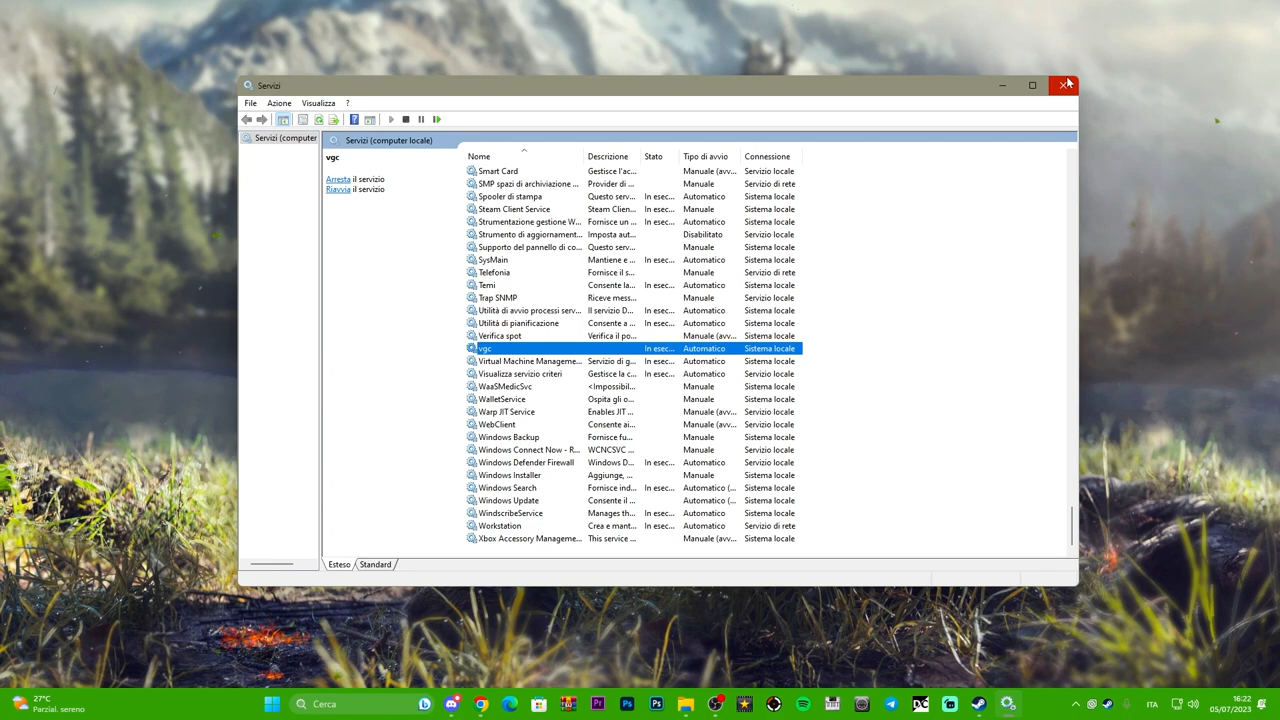 Servizi
File Azione Visualizza ?
Servizi (computer
Servizi (computer locale)
vgc
Arresta il servizio
Riavvia il servizio
Nome Descrizione Stato Tipo di avvio Connessione
Smart Card Gestisce l'ac... Manuale (avv... Servizio locale
SMP spazi di archiviazione ... Provider di ... Manuale Servizio di rete
Spooler di stampa Questo serv... In esec... Automatico Sistema locale
Steam Client Service Steam Clien... In esec... Manuale Sistema locale
Strumentazione gestione W... Fornisce un ... In esec... Automatico Sistema locale
Strumento di aggiornament... Imposta aut... Disabilitato Servizio locale
Supporto del pannello di co... Questo serv... Manuale Sistema locale
SysMain Mantiene e ... In esec... Automatico Sistema locale
Telefonia Fornisce il s... Manuale Servizio di rete
Temi Consente la... In esec... Automatico Sistema locale
Trap SNMP Riceve mess... Manuale Servizio locale
Utilità di avvio processi serv... Il servizio D... In esec... Automatico Sistema locale
Utilità di pianificazione Consente a ... In esec... Automatico Sistema locale
Verifica spot Verifica il po... Manuale (avv... Sistema locale
vgc In esec... Automatico Sistema locale
Virtual Machine Manageme... Servizio di g... In esec... Automatico Sistema locale
Visualizza servizio criteri Gestisce la c... In esec... Manuale Servizio locale
WaaSMedicSvc <Impossibil... Manuale Sistema locale
WalletService Ospita gli o... Manuale Sistema locale
Warp JIT Service Enables JIT ... Manuale (avv... Servizio locale
WebClient Consente ai... Manuale (avv... Servizio locale
Windows Backup Fornisce fu... Manuale Sistema locale
Windows Connect Now - R... WCNCSVC ... Manuale Servizio locale
Windows Defender Firewall Windows D... In esec... Automatico Servizio locale
Windows Installer Aggiunge, ... Manuale Sistema locale
Windows Search Fornisce ind... In esec... Automatico (... Sistema locale
Windows Update Consente il ... Automatico (... Sistema locale
WindscribeService Manages th... In esec... Automatico Sistema locale
Workstation Crea e mant... In esec... Automatico Servizio di rete
Xbox Accessory Manageme... This service ... Manuale (avv... Sistema locale
Esteso Standard
27°C
Parzial. sereno
Cerca
Pr
Ps
Ps
ITA
16:22
05/07/2023